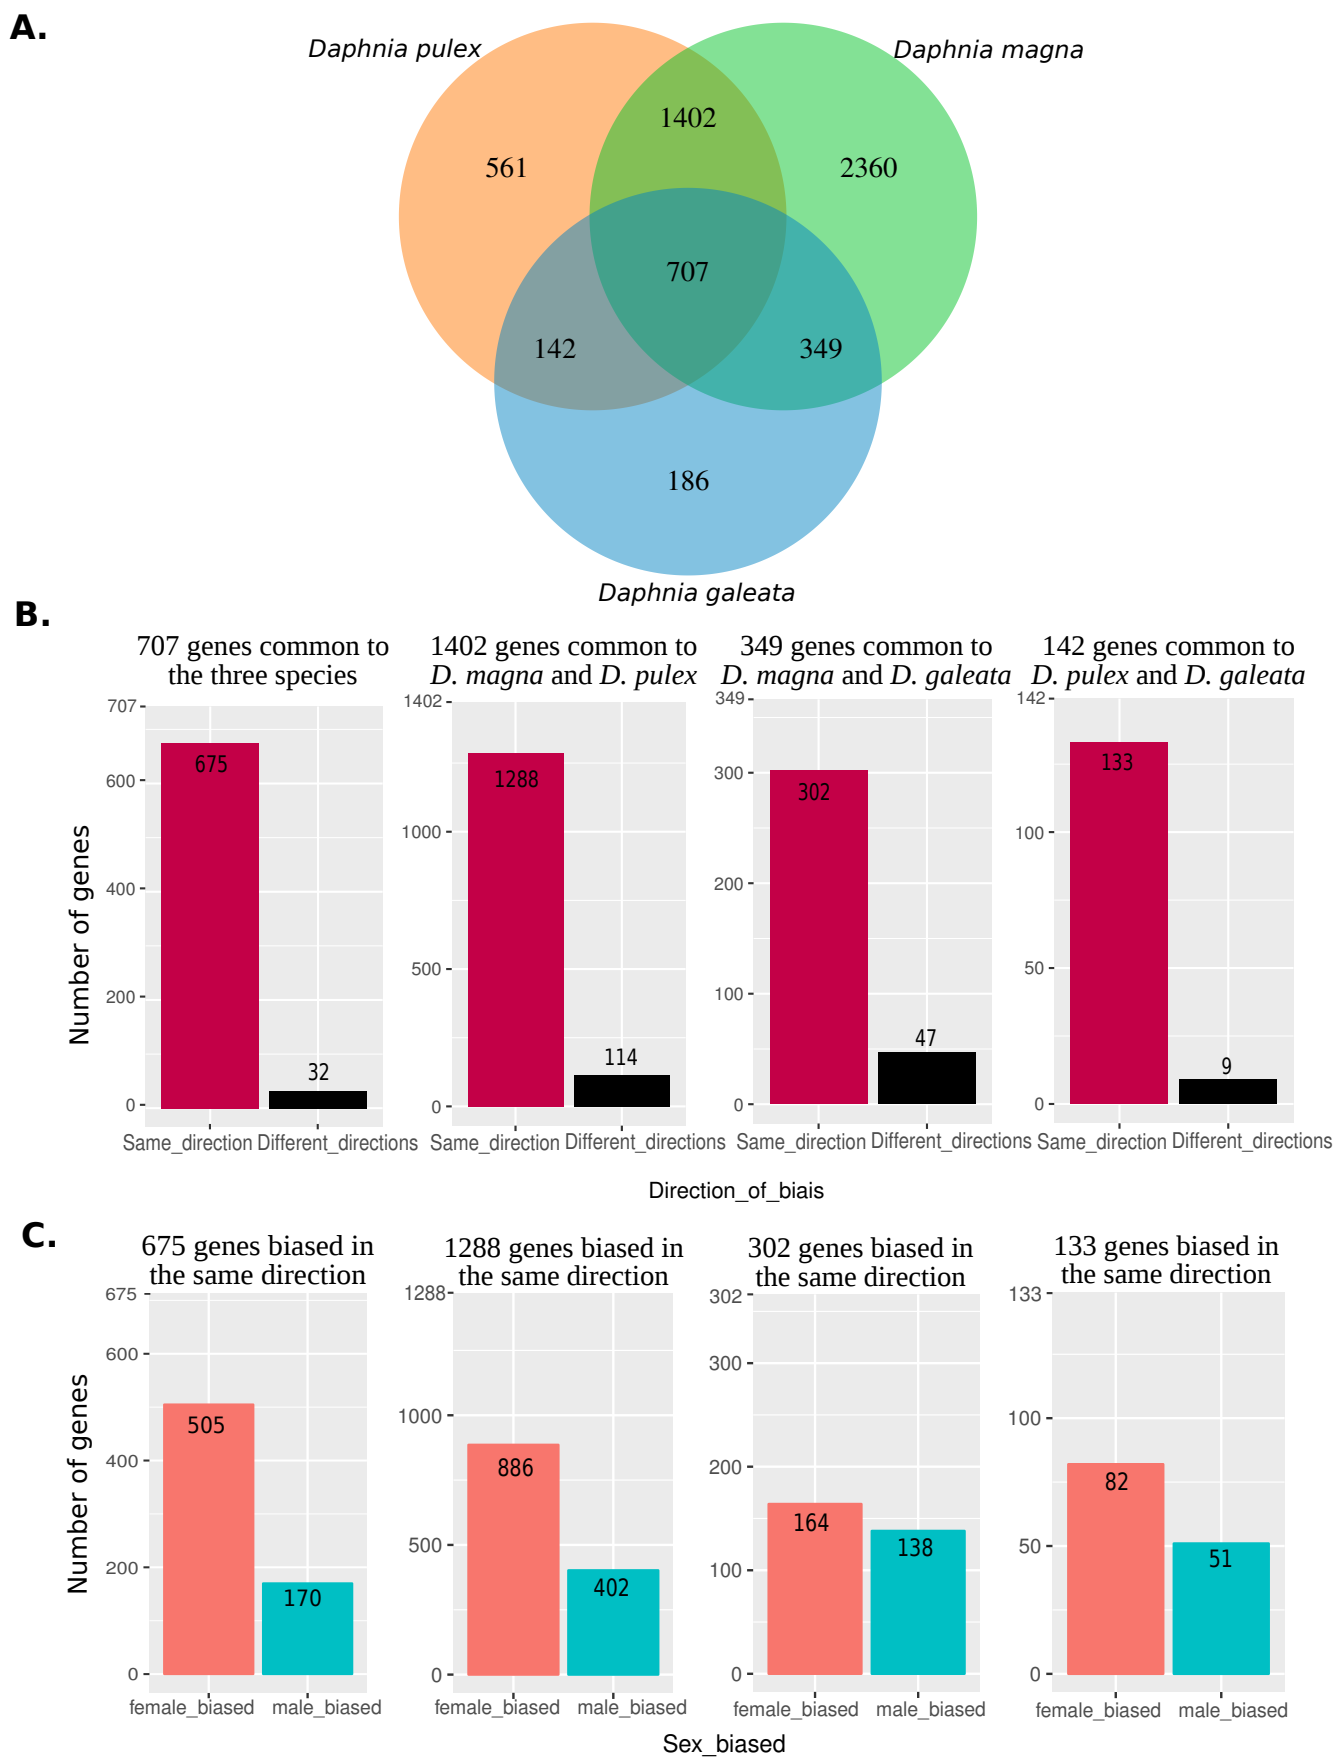 A.
Daphnia pulex
Daphnia magna
1402
561
2360
707
142
349
186
Daphnia galeata
B.
707 genes common to
the three species
1402 genes common to
D. magna and D. pulex
349 genes common to
D. magna and D. galeata
142 genes common to
D. pulex and D. galeata
Number of genes
707
600
400
200
0
675
32
Same_direction
Different_directions
1402
1000
500
0
1288
114
Same_direction
Different_directions
349
300
200
100
0
302
47
Same_direction
Different_directions
142
100
50
0
133
9
Same_direction
Different_directions
Direction_of_biais
C.
675 genes biased in
the same direction
1288 genes biased in
the same direction
302 genes biased in
the same direction
133 genes biased in
the same direction
Number of genes
675
600
400
200
0
505
170
female_biased
male_biased
1288
1000
500
0
886
402
female_biased
male_biased
302
300
200
100
0
164
138
female_biased
male_biased
133
100
50
0
82
51
female_biased
male_biased
Sex_biased